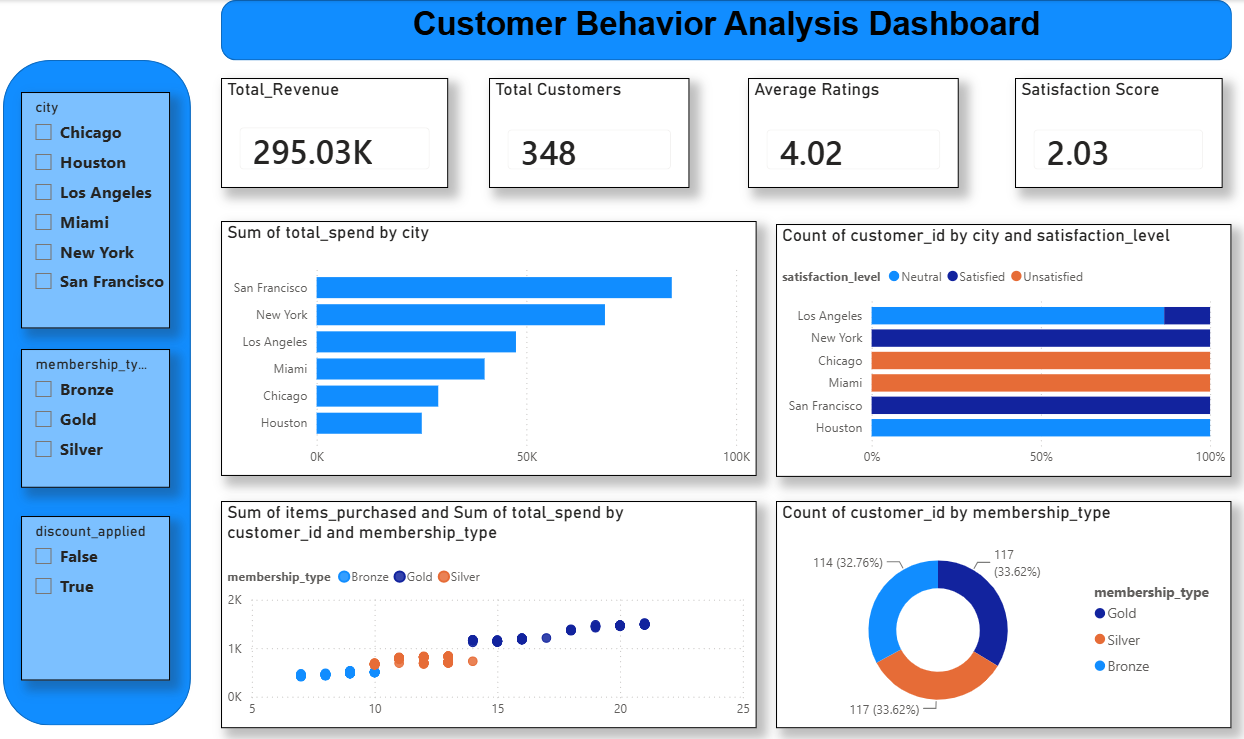 Customer Behavior Analysis Dashboard
city
Chicago
Houston
Los Angeles
Miami
New York
San Francisco
membership_ty...
Bronze
Gold
Silver
discount_applied
False
True
Total_Revenue
295.03K
Total Customers
348
Average Ratings
4.02
Satisfaction Score
2.03
Sum of total_spend by city
San Francisco
New York
Los Angeles
Miami
Chicago
Houston
0K 50K 100K
Count of customer_id by city and satisfaction_level
satisfaction_level Neutral Satisfied Unsatisfied
Los Angeles
New York
Chicago
Miami
San Francisco
Houston
0% 50% 100%
Sum of items_purchased and Sum of total_spend by
customer_id and membership_type
membership_type Bronze Gold Silver
2K
1K
0K
5 10 15 20 25
Count of customer_id by membership_type
114 (32.76%)
117
(33.62%)
117 (33.62%)
membership_type
Gold
Silver
Bronze